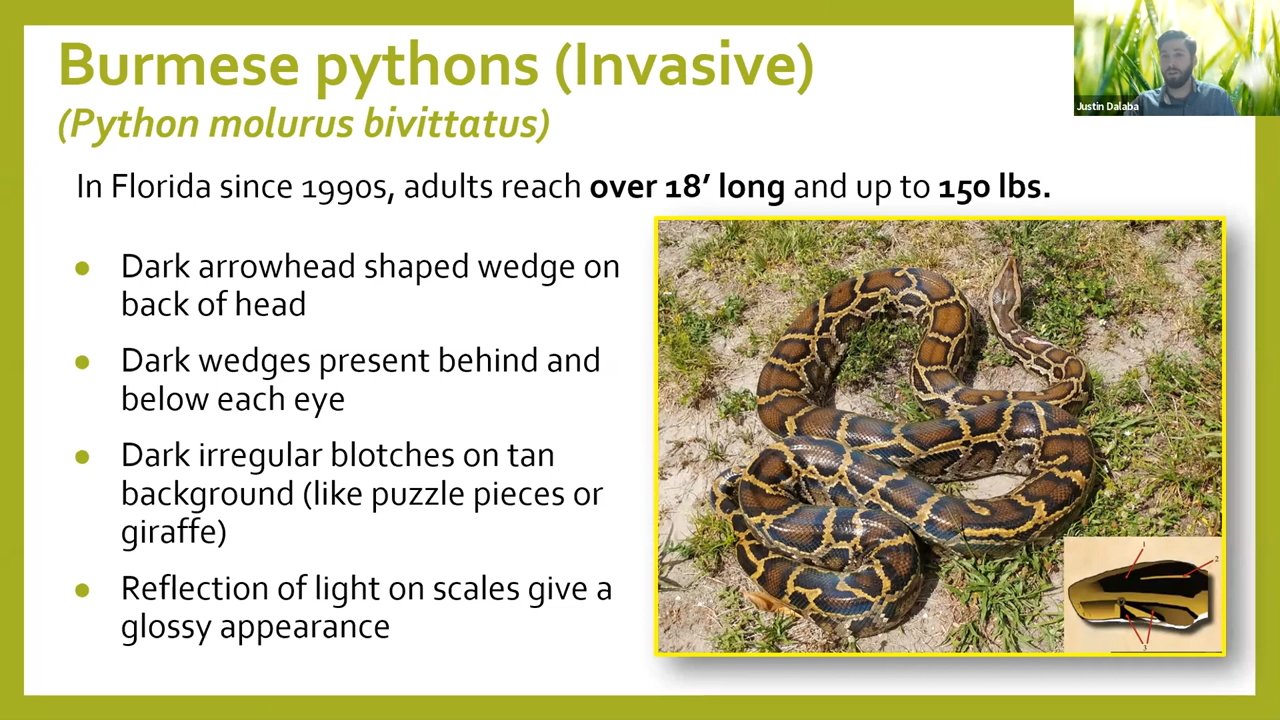 Burmese pythons (Invasive)
(Python molurus bivittatus)
Justin Dalaba
In Florida since 1990s, adults reach over 18’ long and up to 150 lbs.
● Dark arrowhead shaped wedge on
back of head
● Dark wedges present behind and
below each eye
● Dark irregular blotches on tan
background (like puzzle pieces or
giraffe)
● Reflection of light on scales give a
glossy appearance
1
2
3